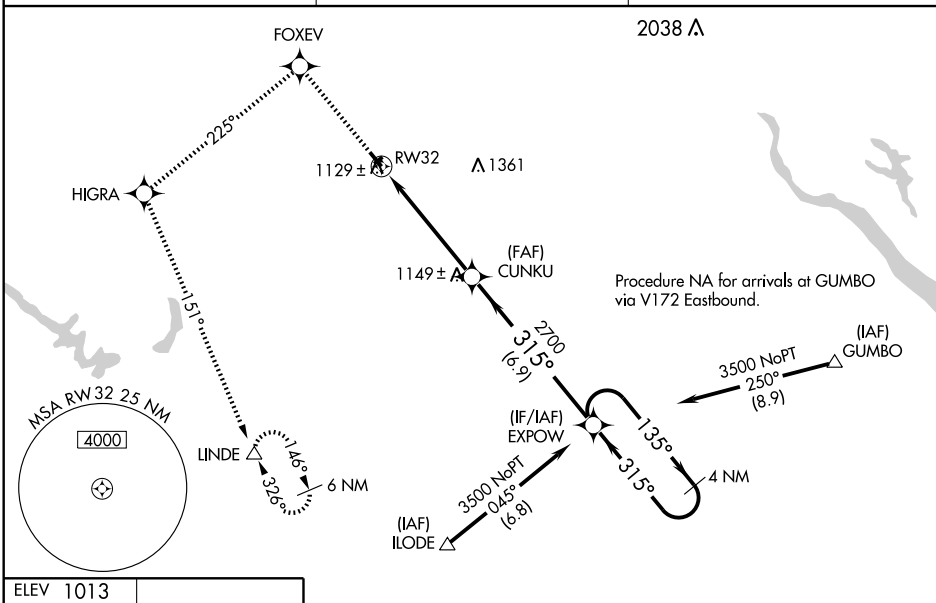 2038
FOXEV
225°
1129 ±
RW32
1361
HIGRA
(FAF)
CUNKU
1149 ±
Procedure NA for arrivals at GUMBO
via V172 Eastbound.
2700
315°
(6.9)
151°
(IAF)
GUMBO
3500 NoPT
250°
(8.9)
MSA RW32 25 NM
4000
(IF/IAF)
EXPOW
135°
315°
4 NM
LINDE
146°
326°
6 NM
3500 NoPT
045°
(6.8)
(IAF)
ILODE
ELEV 1013